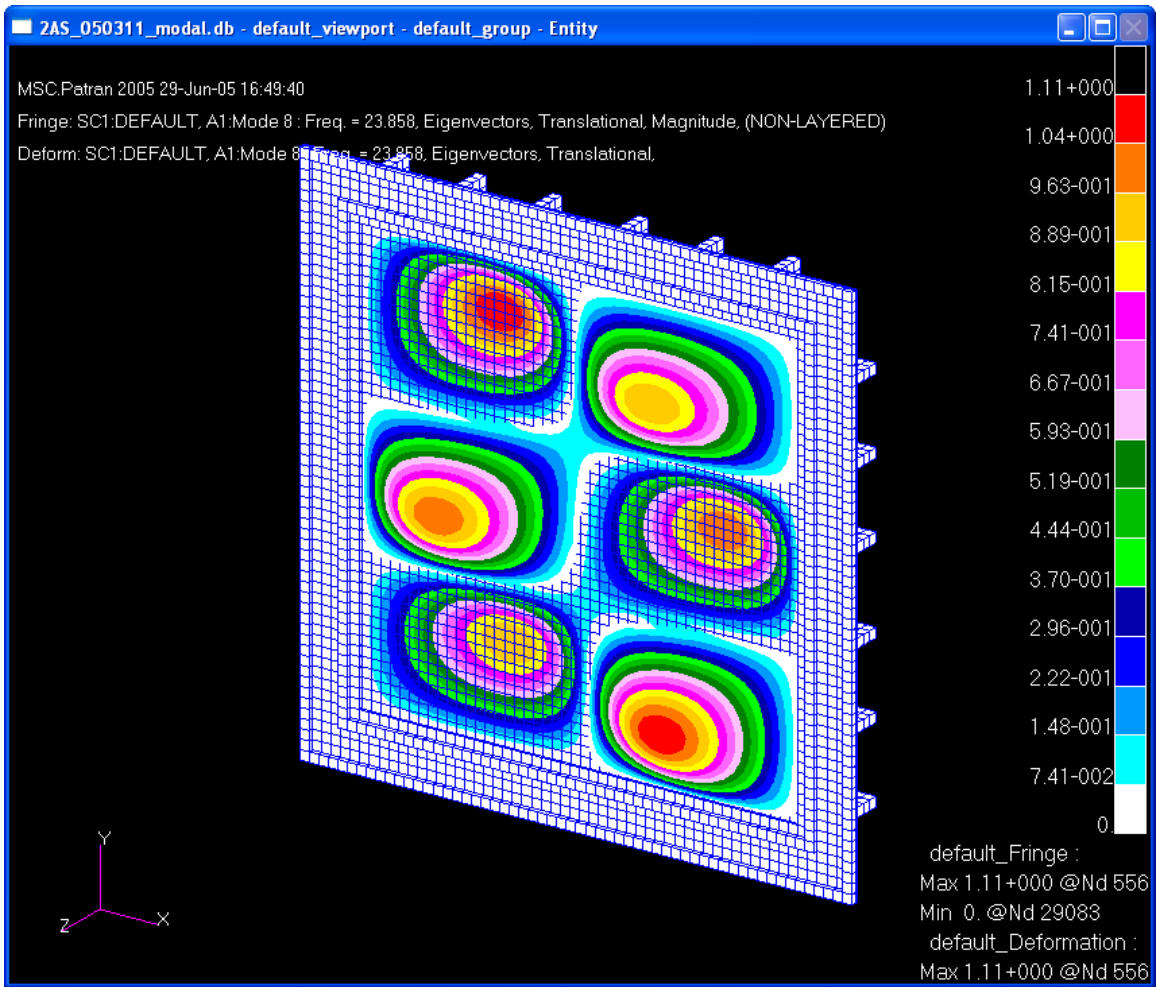 2AS_050311_modal.db - default_viewport - default_group - Entity
MSC.Patran 2005 29-Jun-05 16:49:40
Fringe: SC1:DEFAULT, A1:Mode 8 : Freq. = 23.858, Eigenvectors, Translational, Magnitude, (NON-LAYERED)
Deform: SC1:DEFAULT, A1:Mode 8 : Freq. = 23.858, Eigenvectors, Translational,
1.11+000
1.04+000
9.63-001
8.89-001
8.15-001
7.41-001
6.67-001
5.93-001
5.19-001
4.44-001
3.70-001
2.96-001
2.22-001
1.48-001
7.41-002
0.
default_Fringe :
Max 1.11+000 @Nd 556
Min 0. @Nd 29083
default_Deformation :
Max 1.11+000 @Nd 556
Y
Z
X